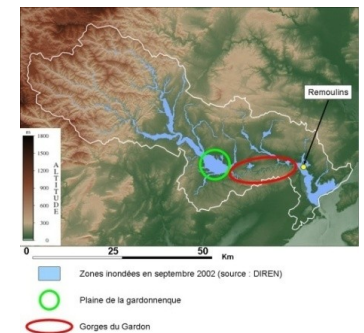 Remoulins
m
1800
1500
1200
900
600
300
0
ALTITUDE
0
25
50
Km
Zones inondées en septembre 2002 (source : DIREN)
Plaine de la gardonnenque
Gorges du Gardon